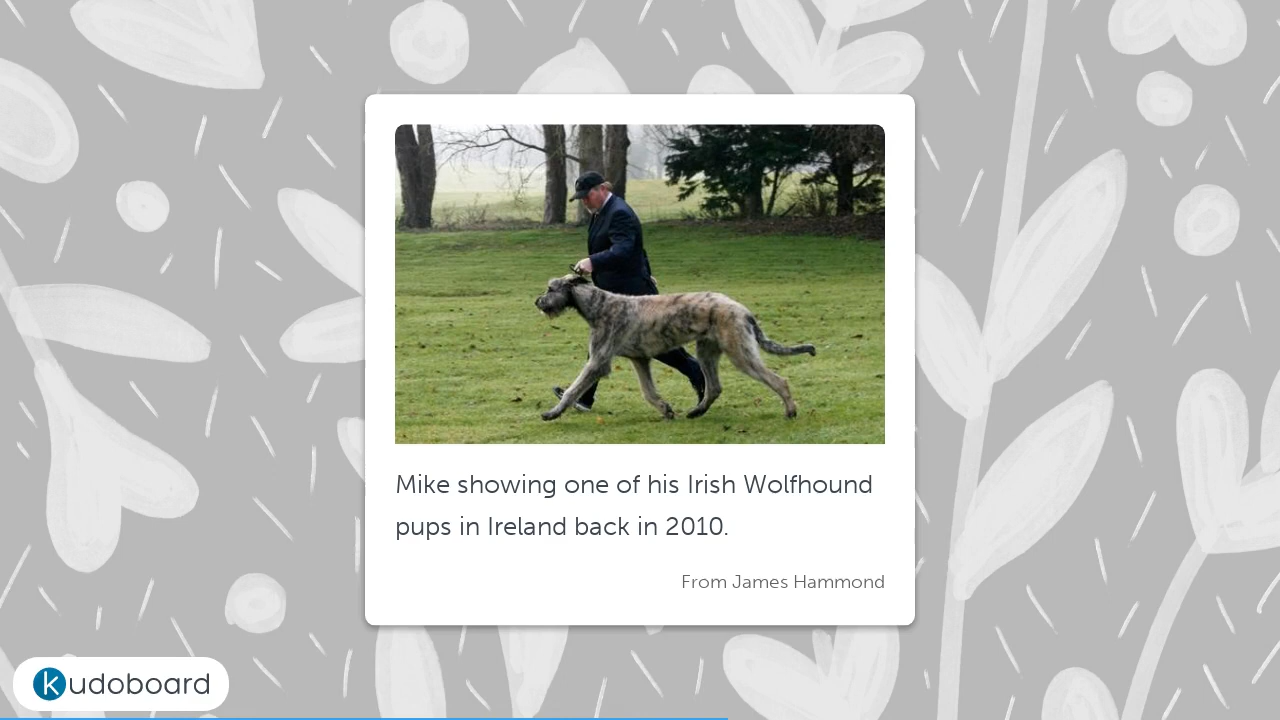 Mike showing one of his Irish Wolfhound
pups in Ireland back in 2010.
From James Hammond
kudoboard